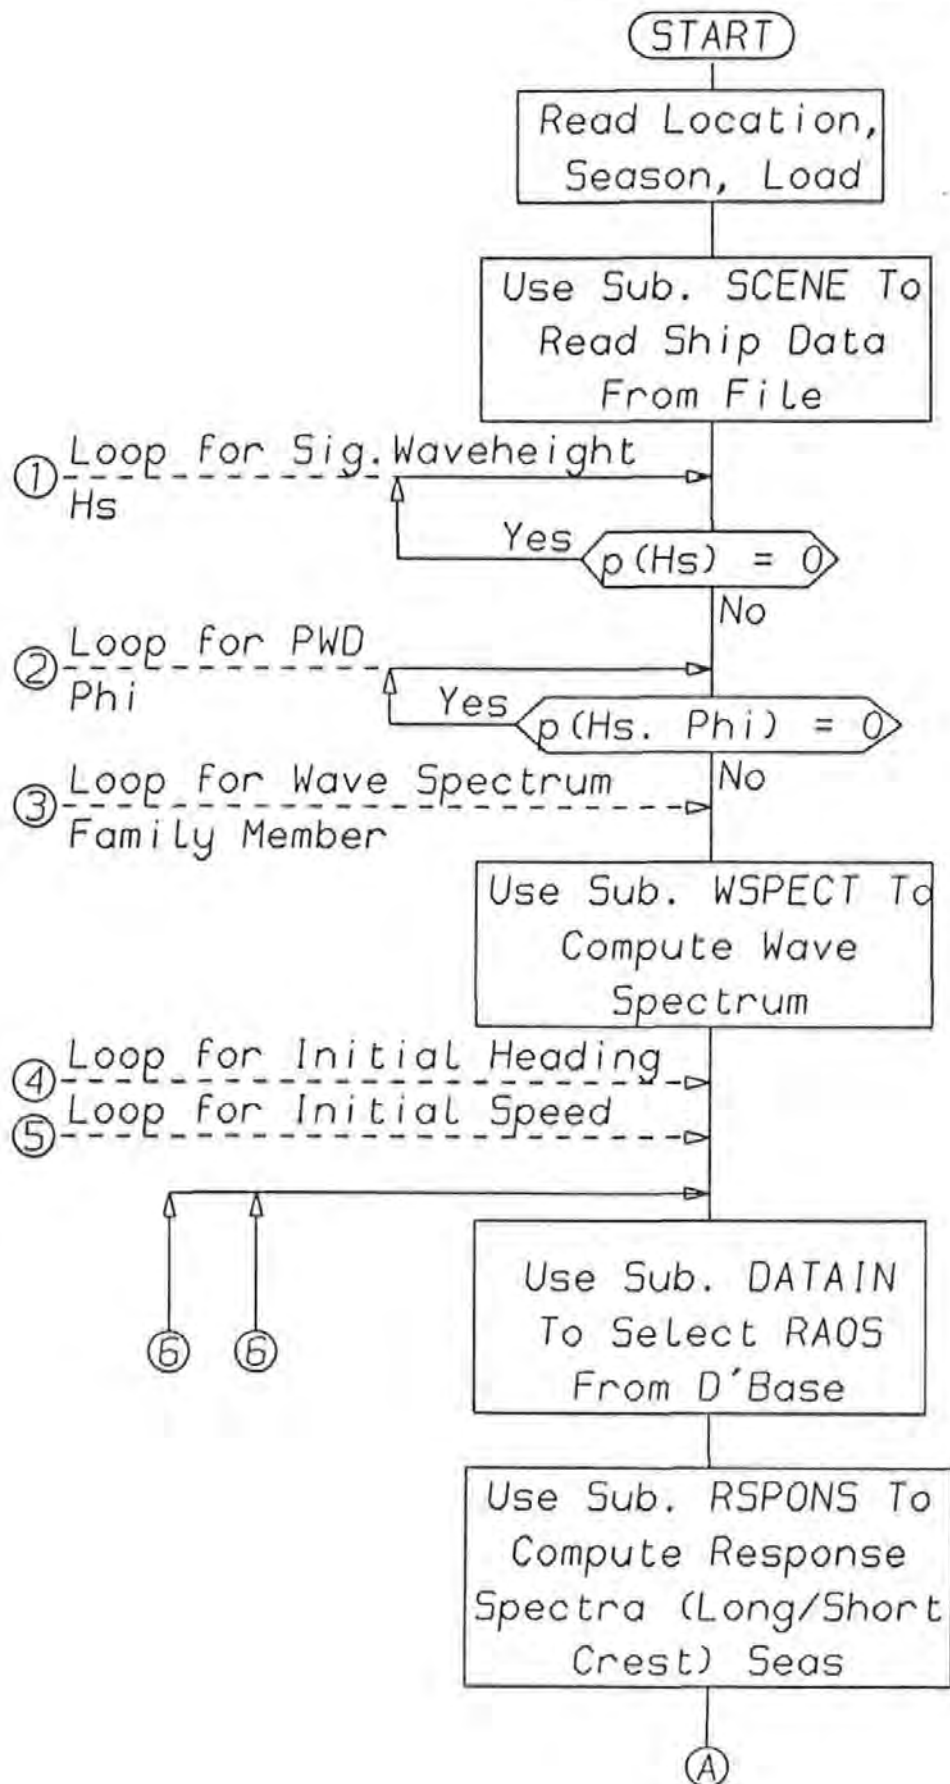 START
Read Location,
Season, Load
Use Sub. SCENE To
Read Ship Data
From File
① Loop for Sig.Waveheight
Hs
Yes
p(Hs) = 0
No
② Loop for PWD
Phi
Yes
p(Hs. Phi) = 0
No
③ Loop for Wave Spectrum
Family Member
Use Sub. WSPECT To
Compute Wave
Spectrum
④ Loop for Initial Heading
⑤ Loop for Initial Speed
⑥ ⑥
Use Sub. DATAIN
To Select RAOS
From D'Base
Use Sub. RSPONS To
Compute Response
Spectra (Long/Short
Crest) Seas
Ⓐ